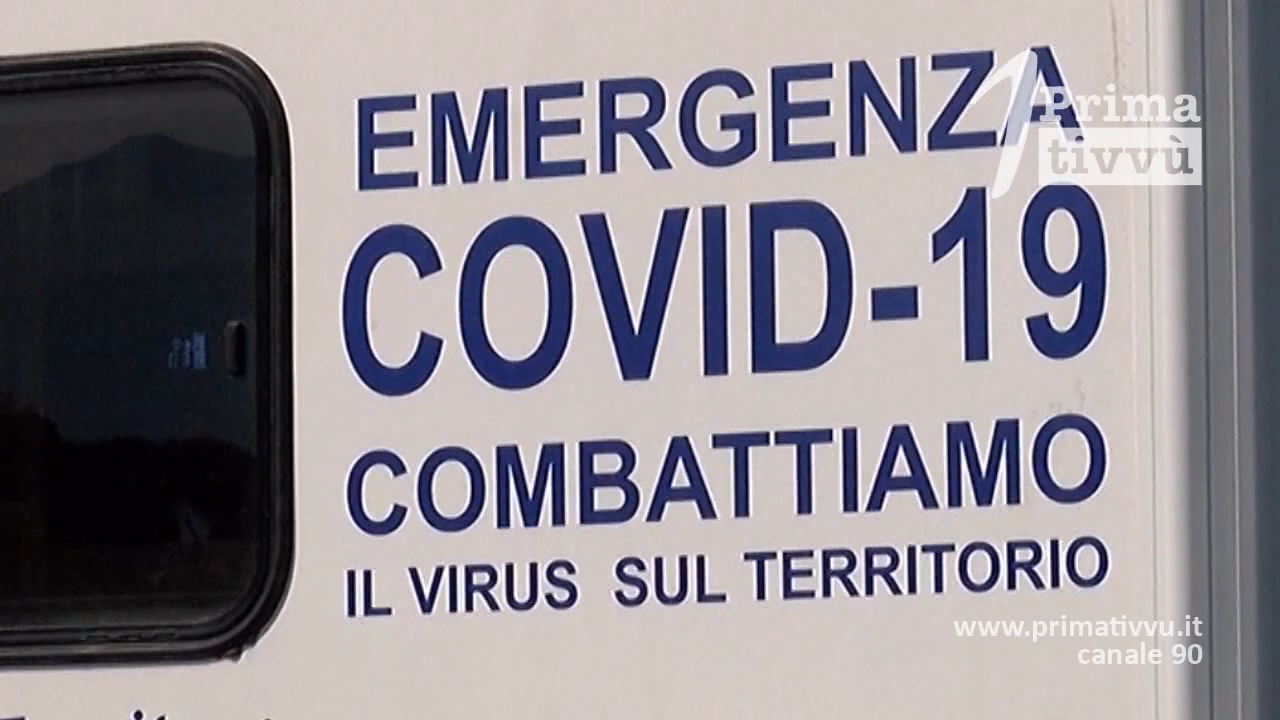 EMERGENZA
COVID-19
COMBATTIAMO
IL VIRUS SUL TERRITORIO
Prima
tivvù
www.primativvu.it
canale 90